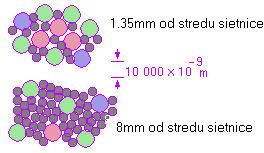 1.35mm od stredu sietnice
10 000 × 10⁻⁹ m
8mm od stredu sietnice